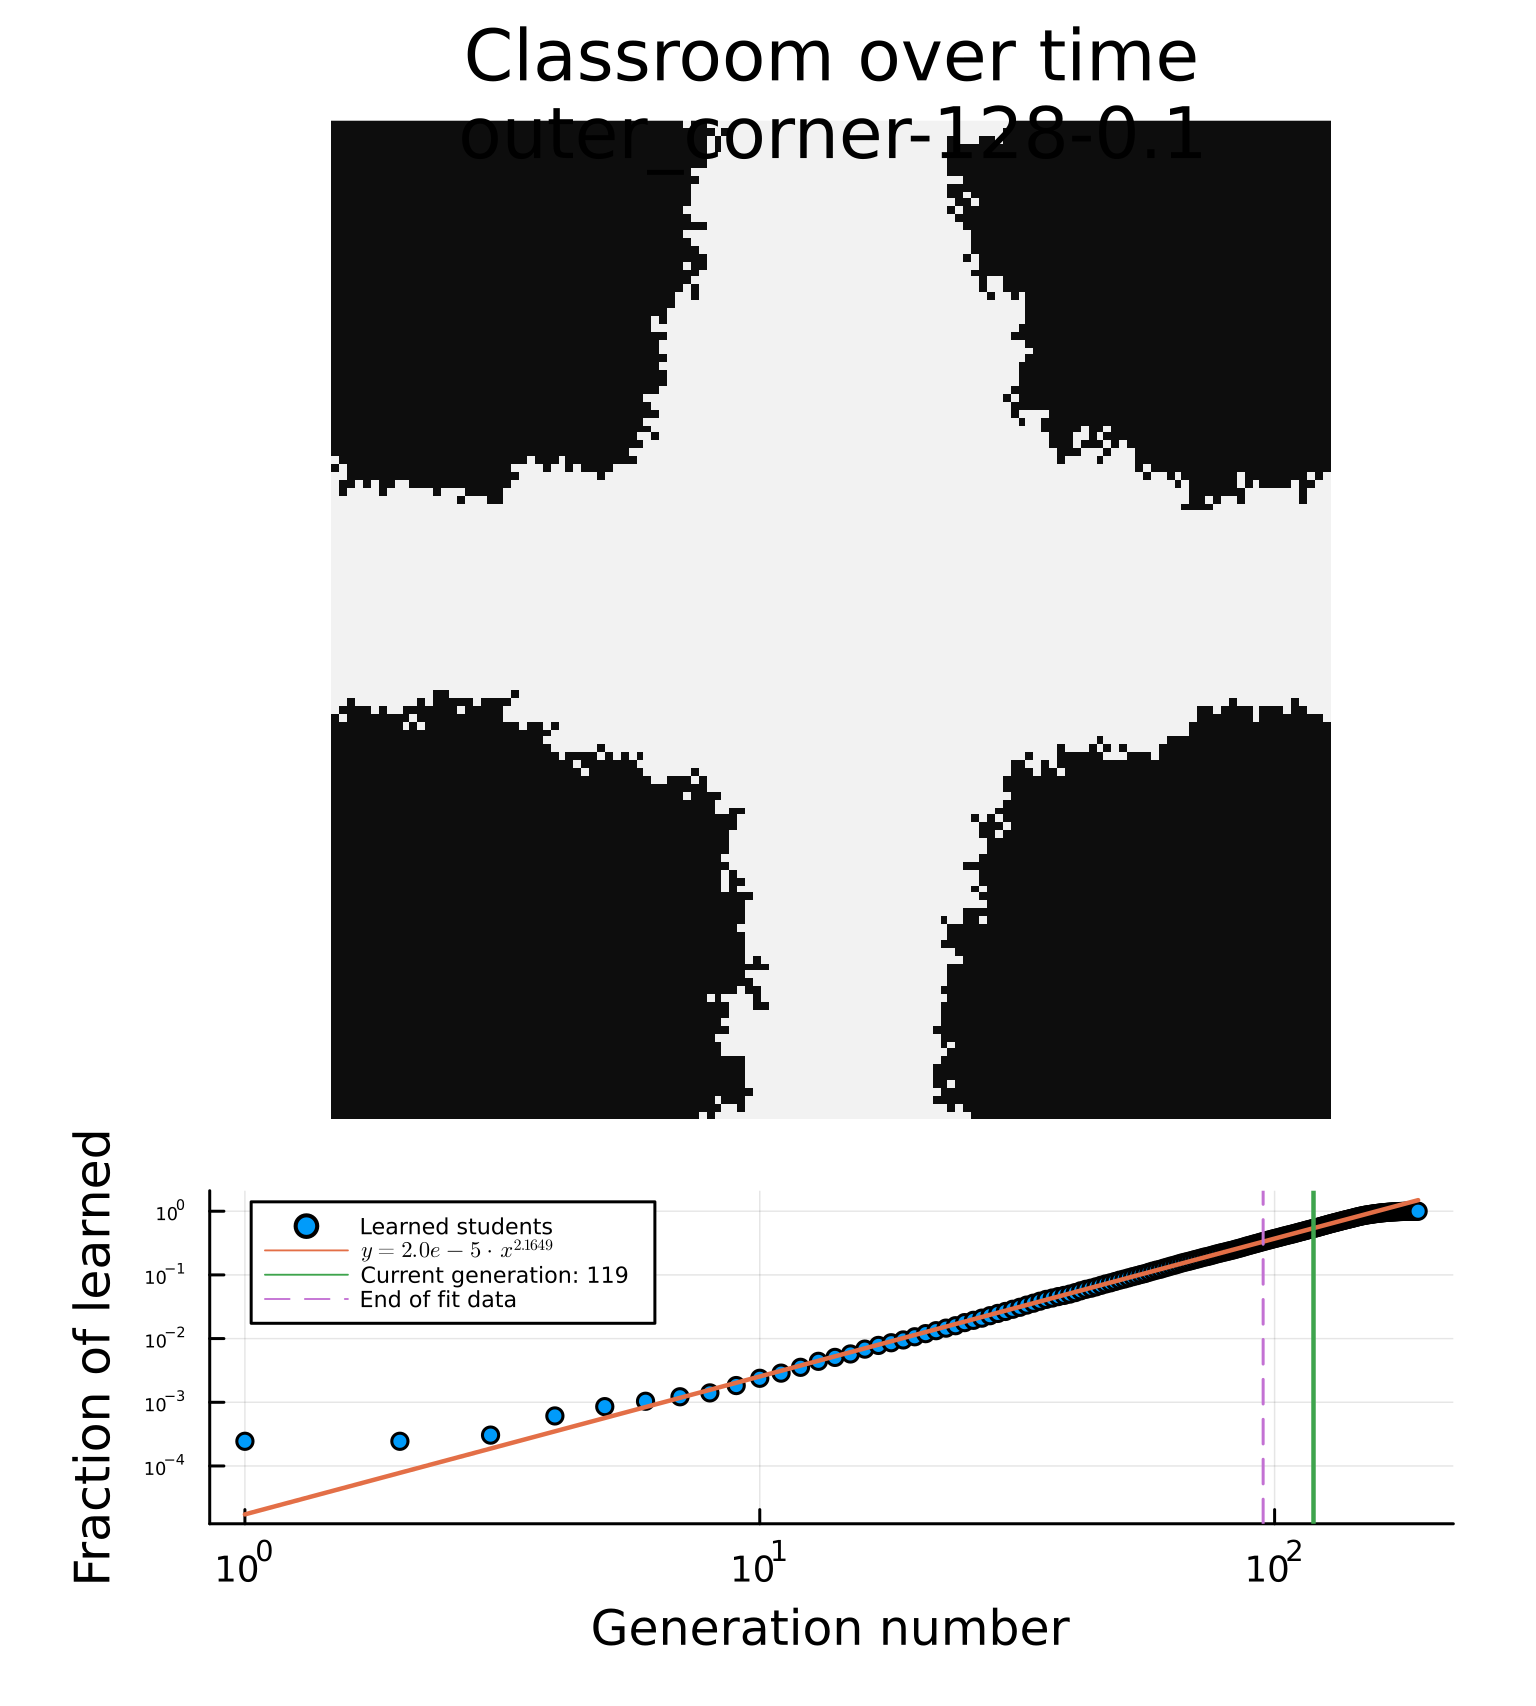 Classroom over time
outer_corner-128-0.1
Fraction of learned
10⁰
10⁻¹
10⁻²
10⁻³
10⁻⁴
Learned students
y = 2.0e − 5 · x^2.1649
Current generation: 119
End of fit data
10⁰
10¹
10²
Generation number